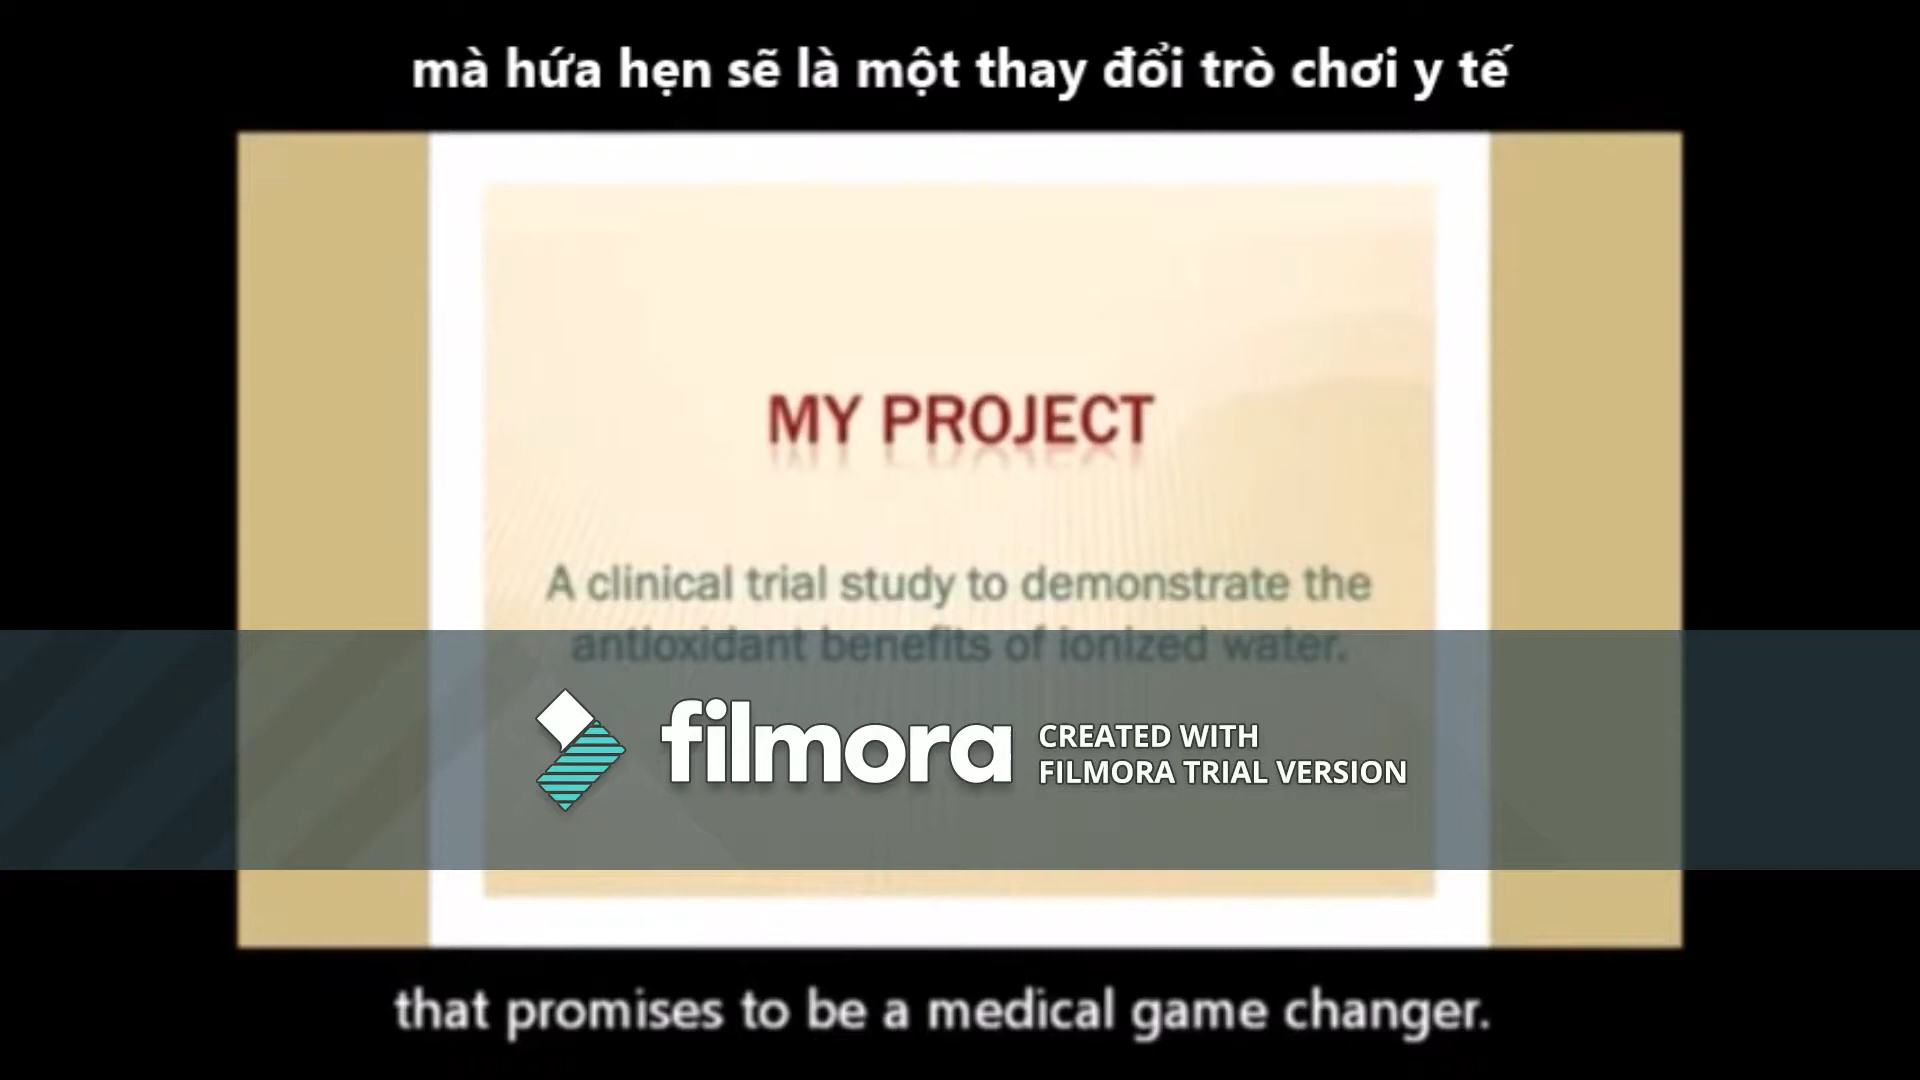 mà hứa hẹn sẽ là một thay đổi trò chơi y tế
MY PROJECT
A clinical trial study to demonstrate the
antioxidant benefits of ionized water.
filmora
CREATED WITH
FILMORA TRIAL VERSION
that promises to be a medical game changer.